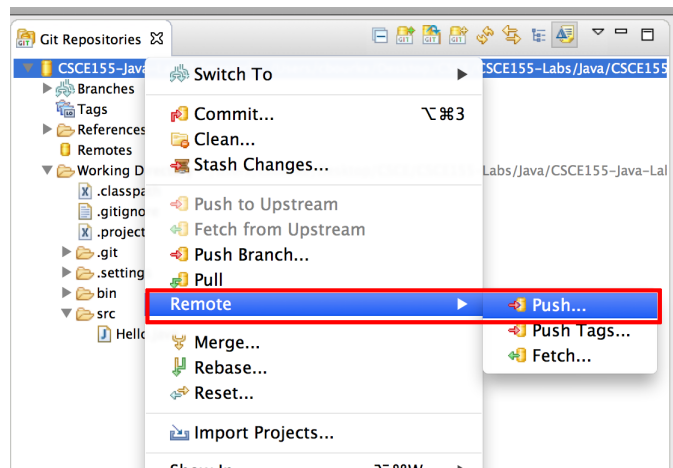 Git Repositories
CSCE155-Java
CSCE155-Labs/Java/CSCE155
Branches
Tags
References
Remotes
Working D
Labs/Java/CSCE155-Java-Lal
.classpa
.gitigno
.project
.git
.setting
bin
src
Hello
Switch To
Commit... ⌥⌘3
Clean...
Stash Changes...
Push to Upstream
Fetch from Upstream
Push Branch...
Pull
Remote
Merge...
Rebase...
Reset...
Import Projects...
Show In
Push...
Push Tags...
Fetch...